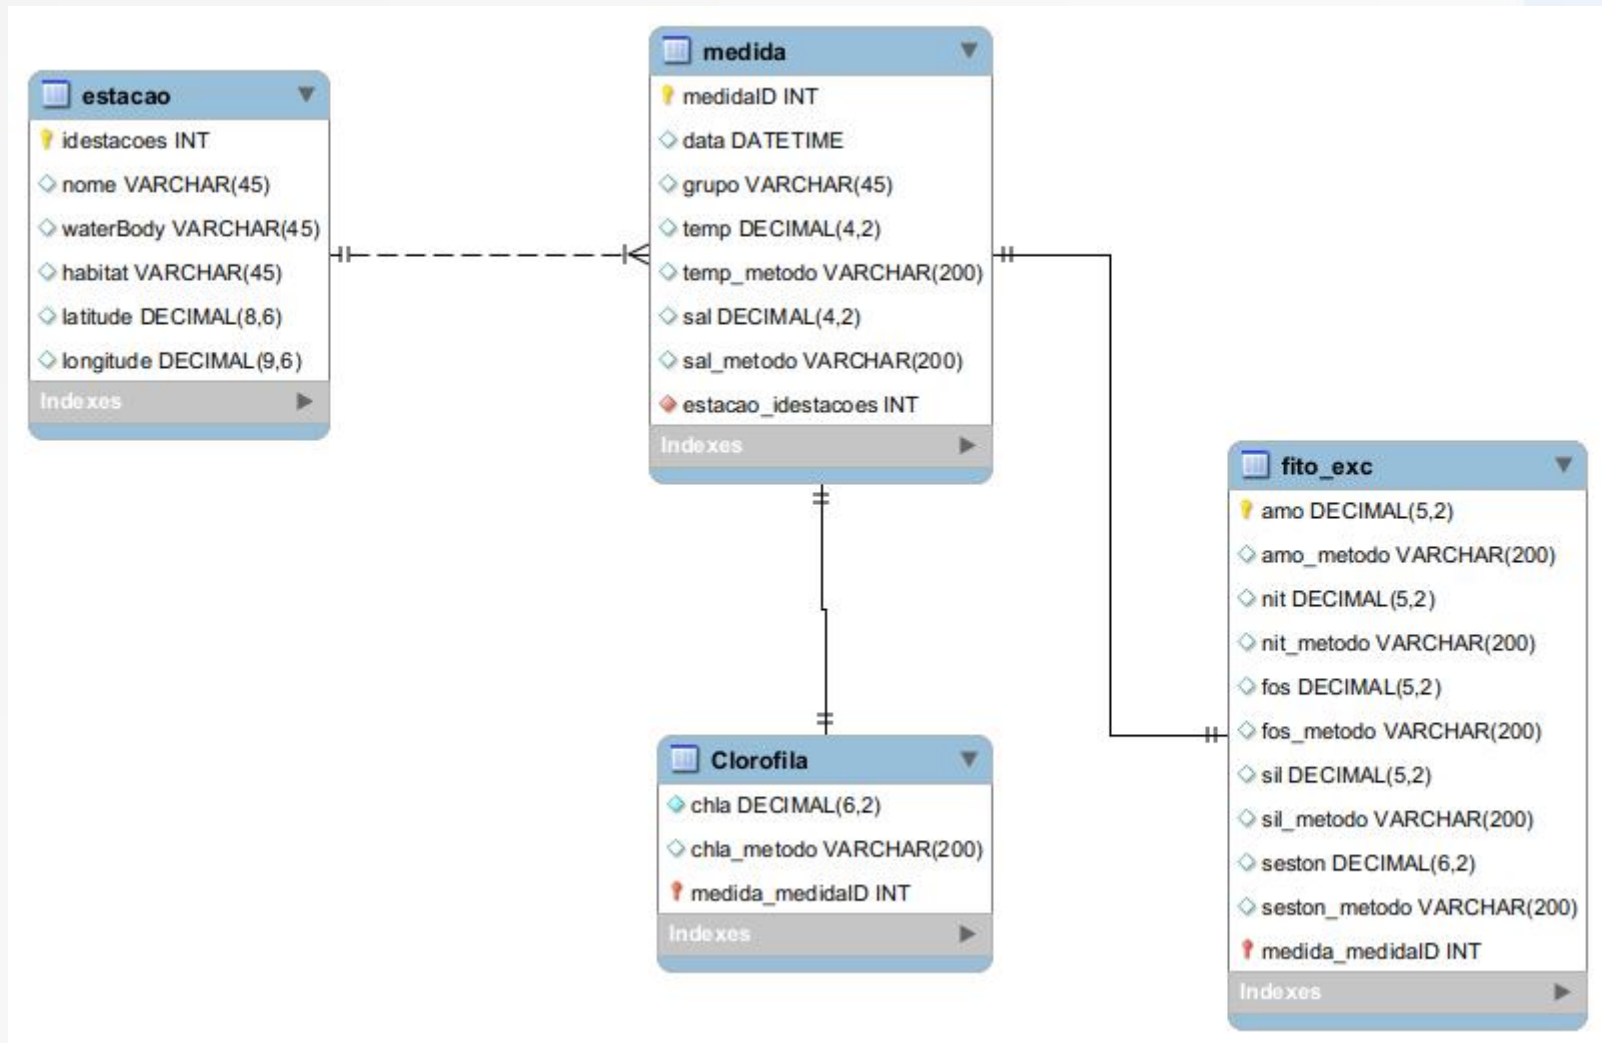 estacao
idestacoes INT
nome VARCHAR(45)
waterBody VARCHAR(45)
habitat VARCHAR(45)
latitude DECIMAL(8,6)
longitude DECIMAL(9,6)
Indexes
medida
medidaID INT
data DATETIME
grupo VARCHAR(45)
temp DECIMAL(4,2)
temp_metodo VARCHAR(200)
sal DECIMAL(4,2)
sal_metodo VARCHAR(200)
estacao_idestacoes INT
Indexes
Clorofila
chla DECIMAL(6,2)
chla_metodo VARCHAR(200)
medida_medidaID INT
Indexes
fito_exc
amo DECIMAL(5,2)
amo_metodo VARCHAR(200)
nit DECIMAL(5,2)
nit_metodo VARCHAR(200)
fos DECIMAL(5,2)
fos_metodo VARCHAR(200)
sil DECIMAL(5,2)
sil_metodo VARCHAR(200)
seston DECIMAL(6,2)
seston_metodo VARCHAR(200)
medida_medidaID INT
Indexes